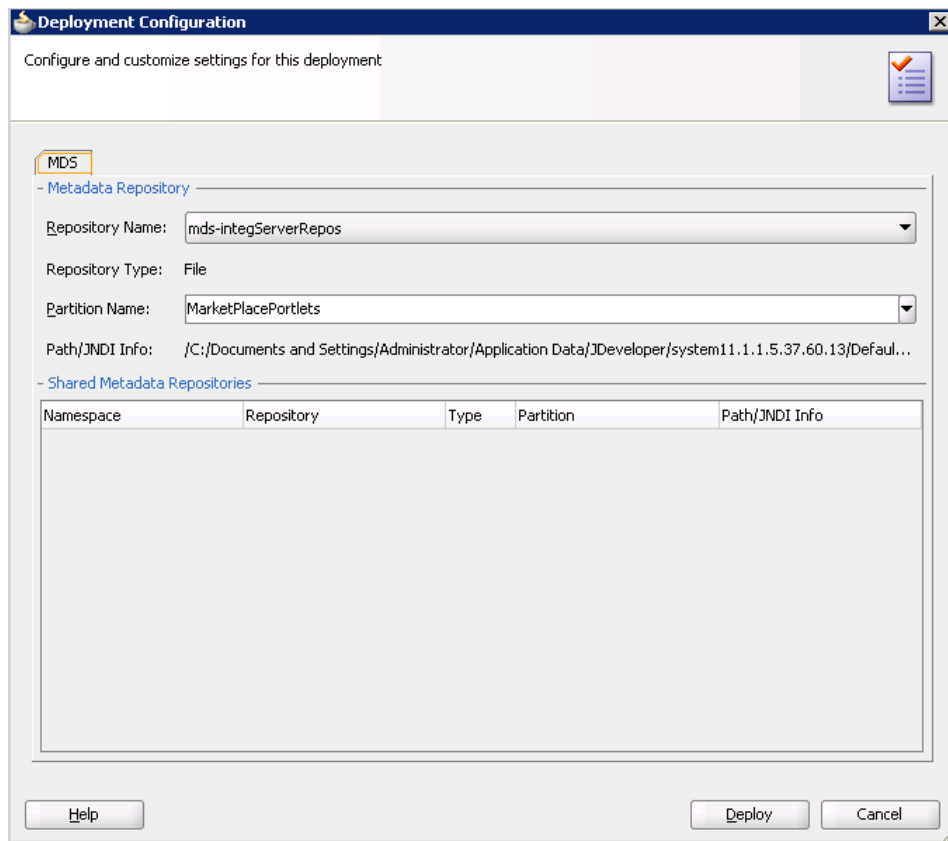 Deployment Configuration
Configure and customize settings for this deployment
MDS
Metadata Repository
Repository Name: mds-integServerRepos
Repository Type: File
Partition Name: MarketPlacePortlets
Path/JNDI Info: /C:/Documents and Settings/Administrator/Application Data/JDeveloper/system11.1.1.5.37.60.13/Defaul...
Shared Metadata Repositories
Namespace Repository Type Partition Path/JNDI Info
Help Deploy Cancel